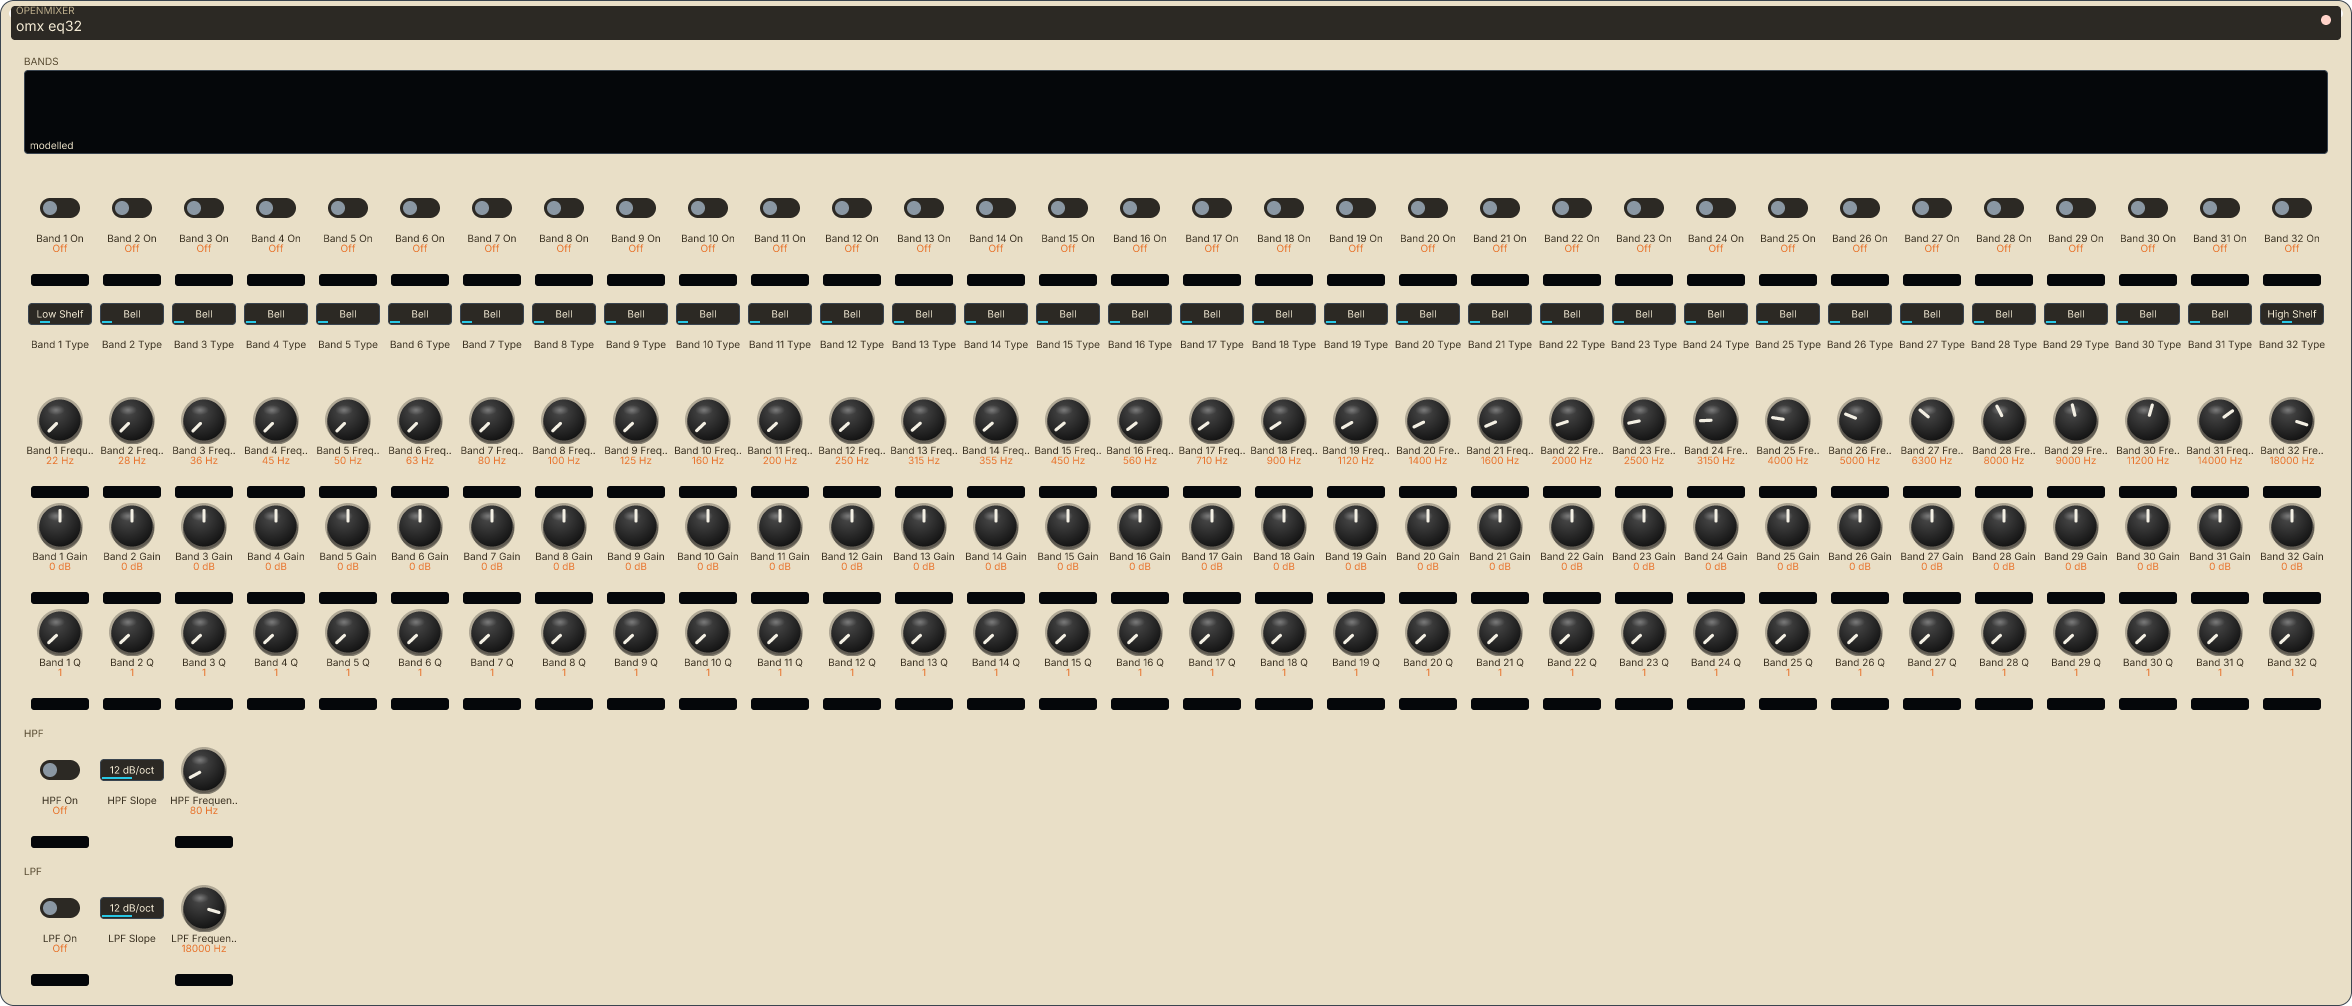 OPENMIXER
omx eq32
BANDS
modelled
Band 1 On Band 2 On Band 3 On Band 4 On Band 5 On Band 6 On Band 7 On Band 8 On Band 9 On Band 10 On Band 11 On Band 12 On Band 13 On Band 14 On Band 15 On Band 16 On Band 17 On Band 18 On Band 19 On Band 20 On Band 21 On Band 22 On Band 23 On Band 24 On Band 25 On Band 26 On Band 27 On Band 28 On Band 29 On Band 30 On Band 31 On Band 32 On
Off Off Off Off Off Off Off Off Off Off Off Off Off Off Off Off Off Off Off Off Off Off Off Off Off Off Off Off Off Off Off Off
Low Shelf Bell Bell Bell Bell Bell Bell Bell Bell Bell Bell Bell Bell Bell Bell Bell Bell Bell Bell Bell Bell Bell Bell Bell Bell Bell Bell Bell Bell Bell Bell High Shelf
Band 1 Type Band 2 Type Band 3 Type Band 4 Type Band 5 Type Band 6 Type Band 7 Type Band 8 Type Band 9 Type Band 10 Type Band 11 Type Band 12 Type Band 13 Type Band 14 Type Band 15 Type Band 16 Type Band 17 Type Band 18 Type Band 19 Type Band 20 Type Band 21 Type Band 22 Type Band 23 Type Band 24 Type Band 25 Type Band 26 Type Band 27 Type Band 28 Type Band 29 Type Band 30 Type Band 31 Type Band 32 Type
Band 1 Frequ.. Band 2 Freq.. Band 3 Freq.. Band 4 Freq.. Band 5 Freq.. Band 6 Freq.. Band 7 Freq.. Band 8 Freq.. Band 9 Freq.. Band 10 Freq.. Band 11 Freq.. Band 12 Freq.. Band 13 Freq.. Band 14 Freq.. Band 15 Freq.. Band 16 Freq.. Band 17 Freq.. Band 18 Freq.. Band 19 Freq.. Band 20 Fre.. Band 21 Freq.. Band 22 Fre.. Band 23 Fre.. Band 24 Fre.. Band 25 Fre.. Band 26 Fre.. Band 27 Fre.. Band 28 Fre.. Band 29 Fre.. Band 30 Fre.. Band 31 Freq.. Band 32 Fre..
22 Hz 28 Hz 36 Hz 45 Hz 50 Hz 63 Hz 80 Hz 100 Hz 125 Hz 160 Hz 200 Hz 250 Hz 315 Hz 355 Hz 450 Hz 560 Hz 710 Hz 900 Hz 1120 Hz 1400 Hz 1600 Hz 2000 Hz 2500 Hz 3150 Hz 4000 Hz 5000 Hz 6300 Hz 8000 Hz 9000 Hz 11200 Hz 14000 Hz 18000 Hz
Band 1 Gain Band 2 Gain Band 3 Gain Band 4 Gain Band 5 Gain Band 6 Gain Band 7 Gain Band 8 Gain Band 9 Gain Band 10 Gain Band 11 Gain Band 12 Gain Band 13 Gain Band 14 Gain Band 15 Gain Band 16 Gain Band 17 Gain Band 18 Gain Band 19 Gain Band 20 Gain Band 21 Gain Band 22 Gain Band 23 Gain Band 24 Gain Band 25 Gain Band 26 Gain Band 27 Gain Band 28 Gain Band 29 Gain Band 30 Gain Band 31 Gain Band 32 Gain
0 dB 0 dB 0 dB 0 dB 0 dB 0 dB 0 dB 0 dB 0 dB 0 dB 0 dB 0 dB 0 dB 0 dB 0 dB 0 dB 0 dB 0 dB 0 dB 0 dB 0 dB 0 dB 0 dB 0 dB 0 dB 0 dB 0 dB 0 dB 0 dB 0 dB 0 dB 0 dB
Band 1 Q Band 2 Q Band 3 Q Band 4 Q Band 5 Q Band 6 Q Band 7 Q Band 8 Q Band 9 Q Band 10 Q Band 11 Q Band 12 Q Band 13 Q Band 14 Q Band 15 Q Band 16 Q Band 17 Q Band 18 Q Band 19 Q Band 20 Q Band 21 Q Band 22 Q Band 23 Q Band 24 Q Band 25 Q Band 26 Q Band 27 Q Band 28 Q Band 29 Q Band 30 Q Band 31 Q Band 32 Q
1 1 1 1 1 1 1 1 1 1 1 1 1 1 1 1 1 1 1 1 1 1 1 1 1 1 1 1 1 1 1 1
HPF
12 dB/oct
HPF On HPF Slope HPF Frequen..
Off 80 Hz
LPF
12 dB/oct
LPF On LPF Slope LPF Frequen..
Off 18000 Hz